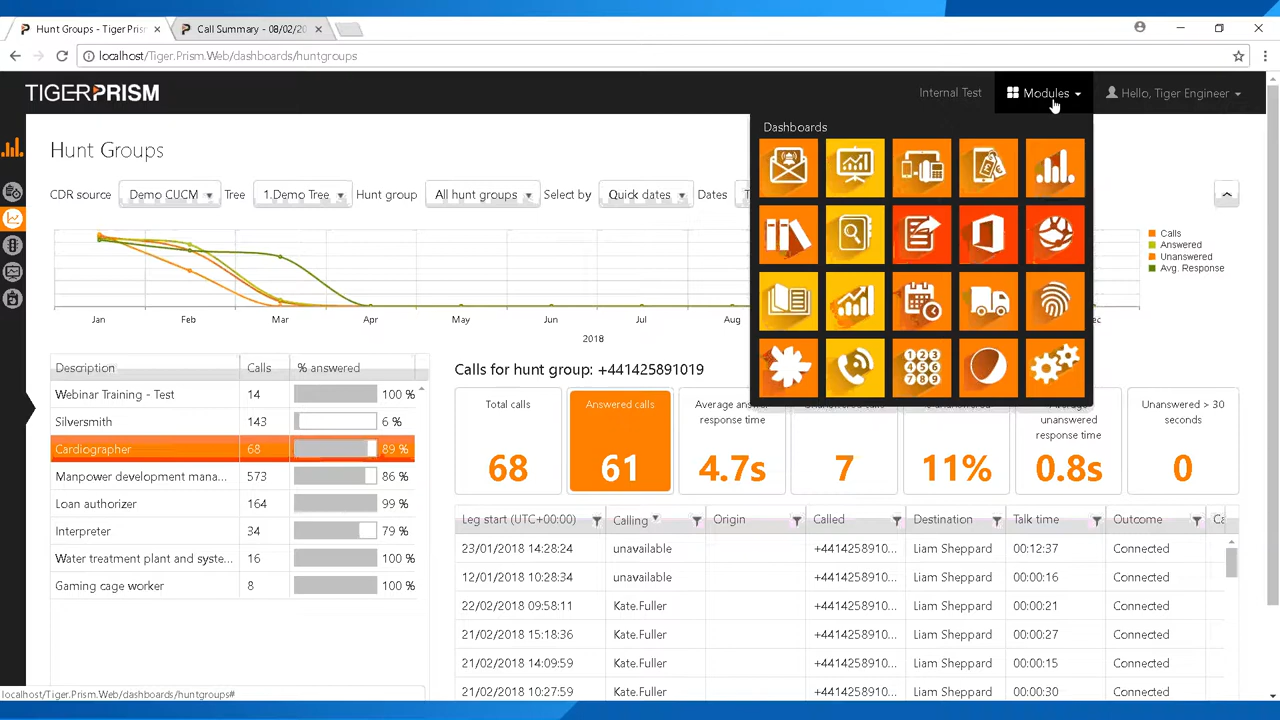 Hunt Groups - Tiger Pris
Call Summary - 08/02/20
localhost/Tiger.Prism.Web/dashboards/huntgroups
TIGER PRISM
Internal Test
Modules
Hello, Tiger Engineer
Dashboards
Hunt Groups
CDR source
Demo CUCM
Tree
1.Demo Tree
Hunt group
All hunt groups
Select by
Quick dates
Dates
Calls
Answered
Unanswered
Avg. Response
Jan Feb Mar Apr May Jun Jul Aug
2018
Description Calls % answered
Webinar Training - Test 14 100 %
Silversmith 143 6 %
Cardiographer 68 89 %
Manpower development mana... 573 86 %
Loan authorizer 164 99 %
Interpreter 34 79 %
Water treatment plant and syste... 16 100 %
Gaming cage worker 8 100 %
Calls for hunt group: +441425891019
Total calls
68
Answered calls
61
response time
4.7s
7
11%
unanswered
response time
0.8s
Unanswered > 30
seconds
0
Leg start (UTC+00:00) Calling Origin Called Destination Talk time Outcome Ca
23/01/2018 14:28:24 unavailable +4414258910... Liam Sheppard 00:12:37 Connected
12/01/2018 10:28:34 unavailable +4414258910... Liam Sheppard 00:00:16 Connected
22/02/2018 09:58:11 Kate.Fuller +4414258910... Liam Sheppard 00:00:21 Connected
21/02/2018 15:18:36 Kate.Fuller +4414258910... Liam Sheppard 00:00:27 Connected
21/02/2018 14:09:59 Kate.Fuller +4414258910... Liam Sheppard 00:00:15 Connected
21/02/2018 10:27:59 Kate.Fuller +4414258910... Liam Sheppard 00:00:30 Connected
localhost/Tiger.Prism.Web/dashboards/huntgroups#